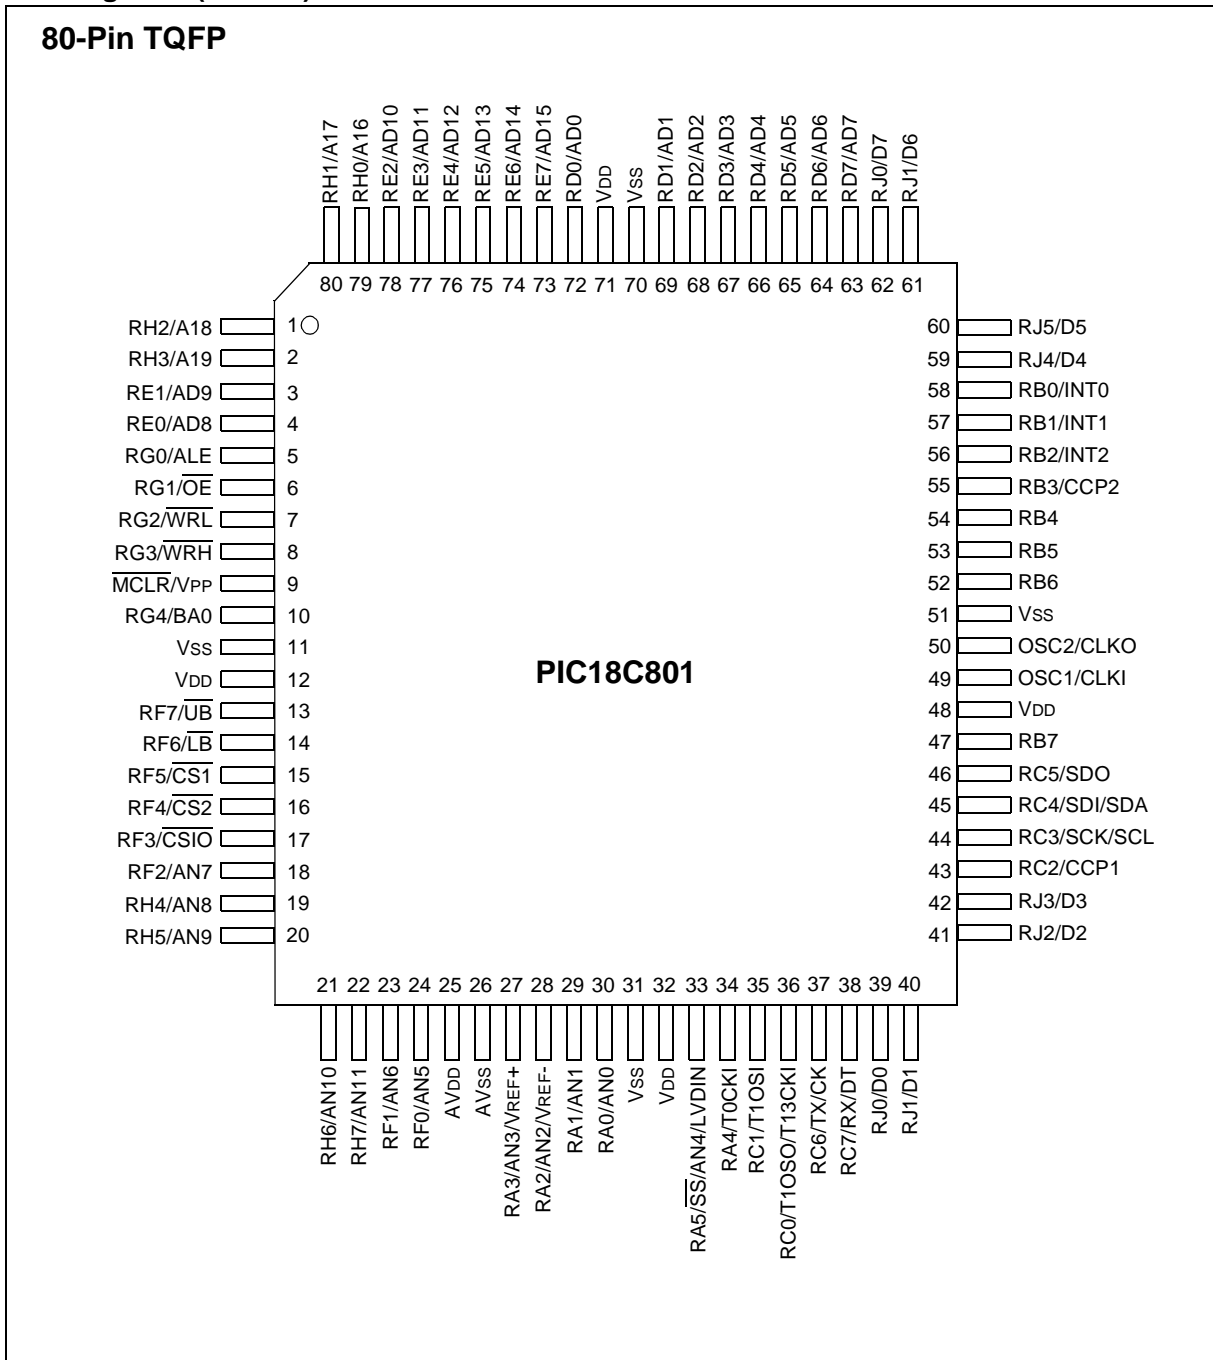 80-Pin TQFP
RH1/A17
RH0/A16
RE2/AD10
RE3/AD11
RE4/AD12
RE5/AD13
RE6/AD14
RE7/AD15
RD0/AD0
VDD
VSS
RD1/AD1
RD2/AD2
RD3/AD3
RD4/AD4
RD5/AD5
RD6/AD6
RD7/AD7
RJ0/D7
RJ1/D6
80 79 78 77 76 75 74 73 72 71 70 69 68 67 66 65 64 63 62 61
RH2/A18 1
RH3/A19 2
RE1/AD9 3
RE0/AD8 4
RG0/ALE 5
RG1/OE 6
RG2/WRL 7
RG3/WRH 8
MCLR/VPP 9
RG4/BA0 10
VSS 11
VDD 12
RF7/UB 13
RF6/LB 14
RF5/CS1 15
RF4/CS2 16
RF3/CSIO 17
RF2/AN7 18
RH4/AN8 19
RH5/AN9 20
PIC18C801
60 RJ5/D5
59 RJ4/D4
58 RB0/INT0
57 RB1/INT1
56 RB2/INT2
55 RB3/CCP2
54 RB4
53 RB5
52 RB6
51 VSS
50 OSC2/CLKO
49 OSC1/CLKI
48 VDD
47 RB7
46 RC5/SDO
45 RC4/SDI/SDA
44 RC3/SCK/SCL
43 RC2/CCP1
42 RJ3/D3
41 RJ2/D2
21 22 23 24 25 26 27 28 29 30 31 32 33 34 35 36 37 38 39 40
RH6/AN10
RH7/AN11
RF1/AN6
RF0/AN5
AVDD
AVSS
RA3/AN3/VREF+
RA2/AN2/VREF-
RA1/AN1
RA0/AN0
VSS
VDD
RA5/SS/AN4/LVDIN
RA4/T0CKI
RC1/T1OSI
RC0/T1OSO/T13CKI
RC6/TX/CK
RC7/RX/DT
RJ0/D0
RJ1/D1